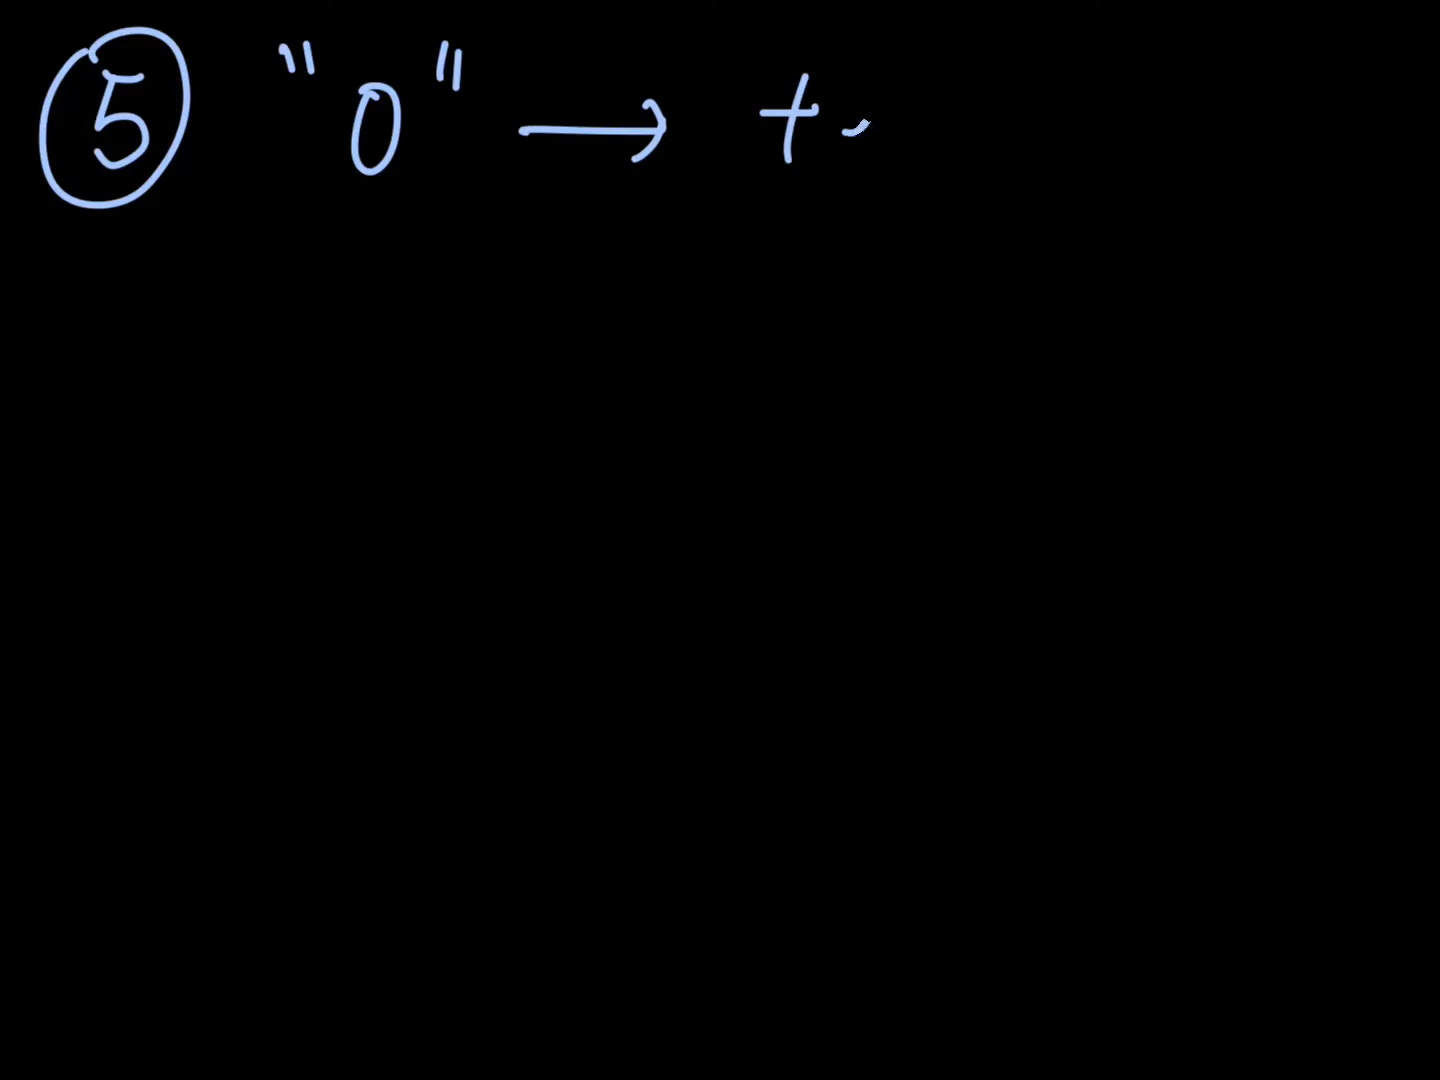 ⑤ "0" → +